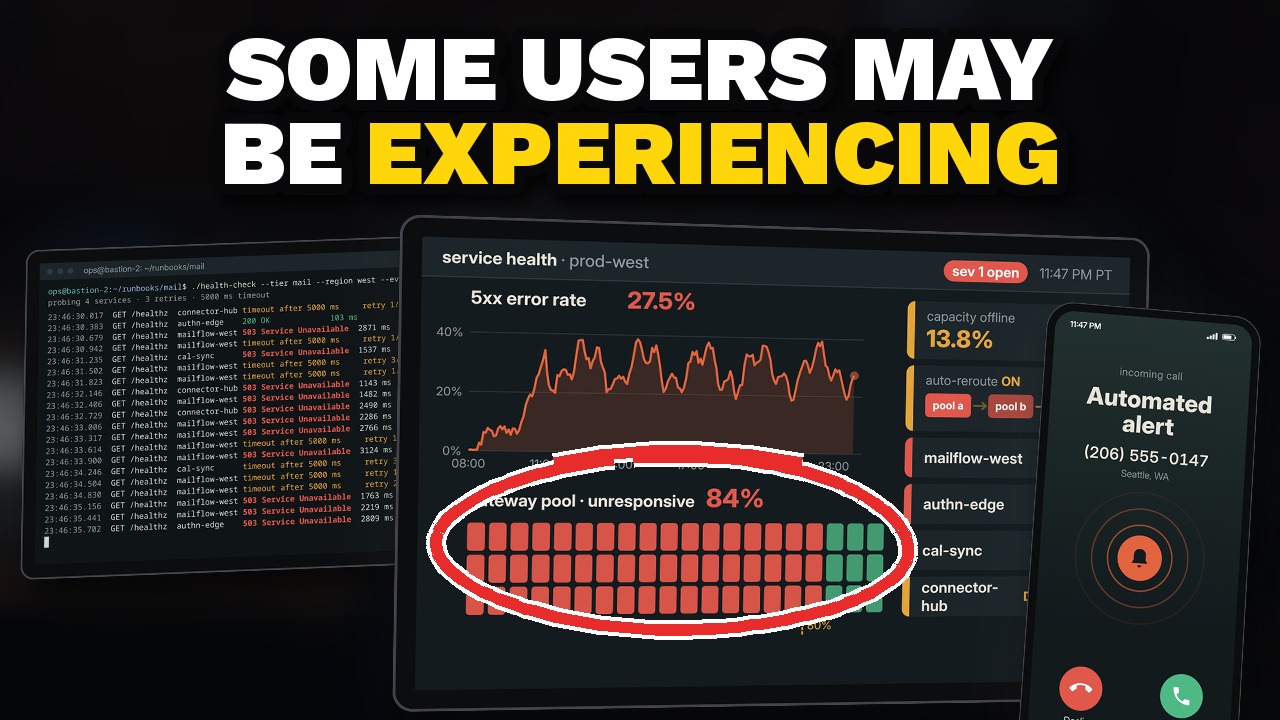 SOME USERS MAY
BE EXPERIENCING
ops@bastion-2: ~/runbooks/mail
ops@bastion-2:~/runbooks/mail$ ./health-check --tier mail --region west --ev
probing 4 services · 3 retries · 5000 ms timeout
23:46:30.017 GET /healthz connector-hub timeout after 5000 ms retry 1/
23:46:30.383 GET /healthz authn-edge 200 OK 103 ms
23:46:30.679 GET /healthz mailflow-west 503 Service Unavailable 2871 ms
23:46:30.942 GET /healthz mailflow-west timeout after 5000 ms retry 1/
23:46:31.235 GET /healthz cal-sync 503 Service Unavailable 1537 ms
23:46:31.502 GET /healthz mailflow-west timeout after 5000 ms retry 3/
23:46:31.823 GET /healthz mailflow-west timeout after 5000 ms retry
23:46:32.146 GET /healthz connector-hub 503 Service Unavailable 1143 ms
23:46:32.406 GET /healthz mailflow-west 503 Service Unavailable 1482 ms
23:46:32.729 GET /healthz connector-hub 503 Service Unavailable 2490 ms
23:46:33.006 GET /healthz mailflow-west 503 Service Unavailable 2286 ms
23:46:33.317 GET /healthz mailflow-west 503 Service Unavailable 2766 ms
23:46:33.614 GET /healthz mailflow-west timeout after 5000 ms retry
23:46:33.900 GET /healthz mailflow-west 503 Service Unavailable 3124 ms
23:46:34.246 GET /healthz cal-sync timeout after 5000 ms retry
23:46:34.504 GET /healthz mailflow-west timeout after 5000 ms retry
23:46:34.830 GET /healthz mailflow-west timeout after 5000 ms retry
23:46:35.156 GET /healthz mailflow-west 503 Service Unavailable 1763 ms
23:46:35.441 GET /healthz mailflow-west 503 Service Unavailable 2219 ms
23:46:35.702 GET /healthz authn-edge 503 Service Unavailable 2809 ms
service health · prod-west
sev 1 open
11:47 PM PT
5xx error rate 27.5%
40%
20%
0%
08:00
23:00
teway pool · unresponsive 84%
80%
capacity offline
13.8%
auto-reroute ON
pool a → pool b
mailflow-west
authn-edge
cal-sync
connector-
hub
11:47 PM
incoming call
Automated
alert
(206) 555-0147
Seattle, WA